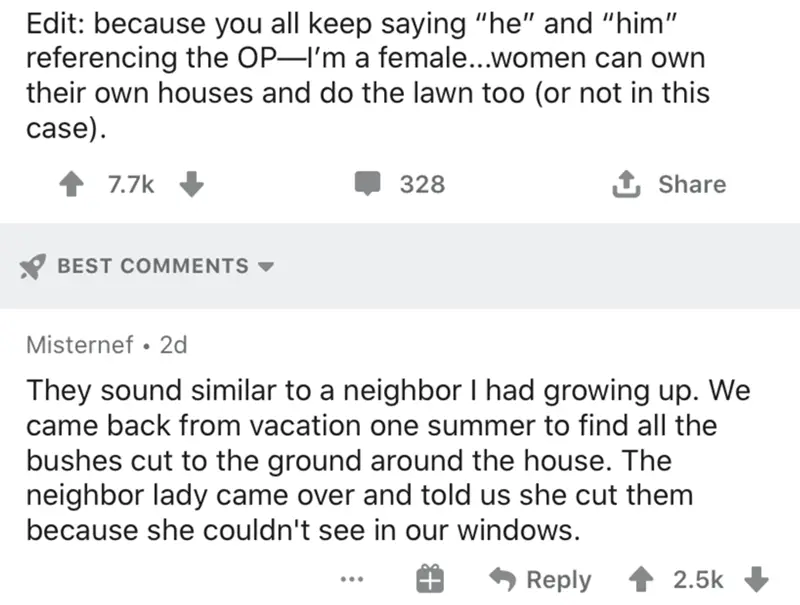 Edit: because you all keep saying “he” and “him”
referencing the OP—I’m a female...women can own
their own houses and do the lawn too (or not in this
case).
7.7k 328 Share
BEST COMMENTS
Misternef • 2d
They sound similar to a neighbor I had growing up. We
came back from vacation one summer to find all the
bushes cut to the ground around the house. The
neighbor lady came over and told us she cut them
because she couldn't see in our windows.
... Reply 2.5k